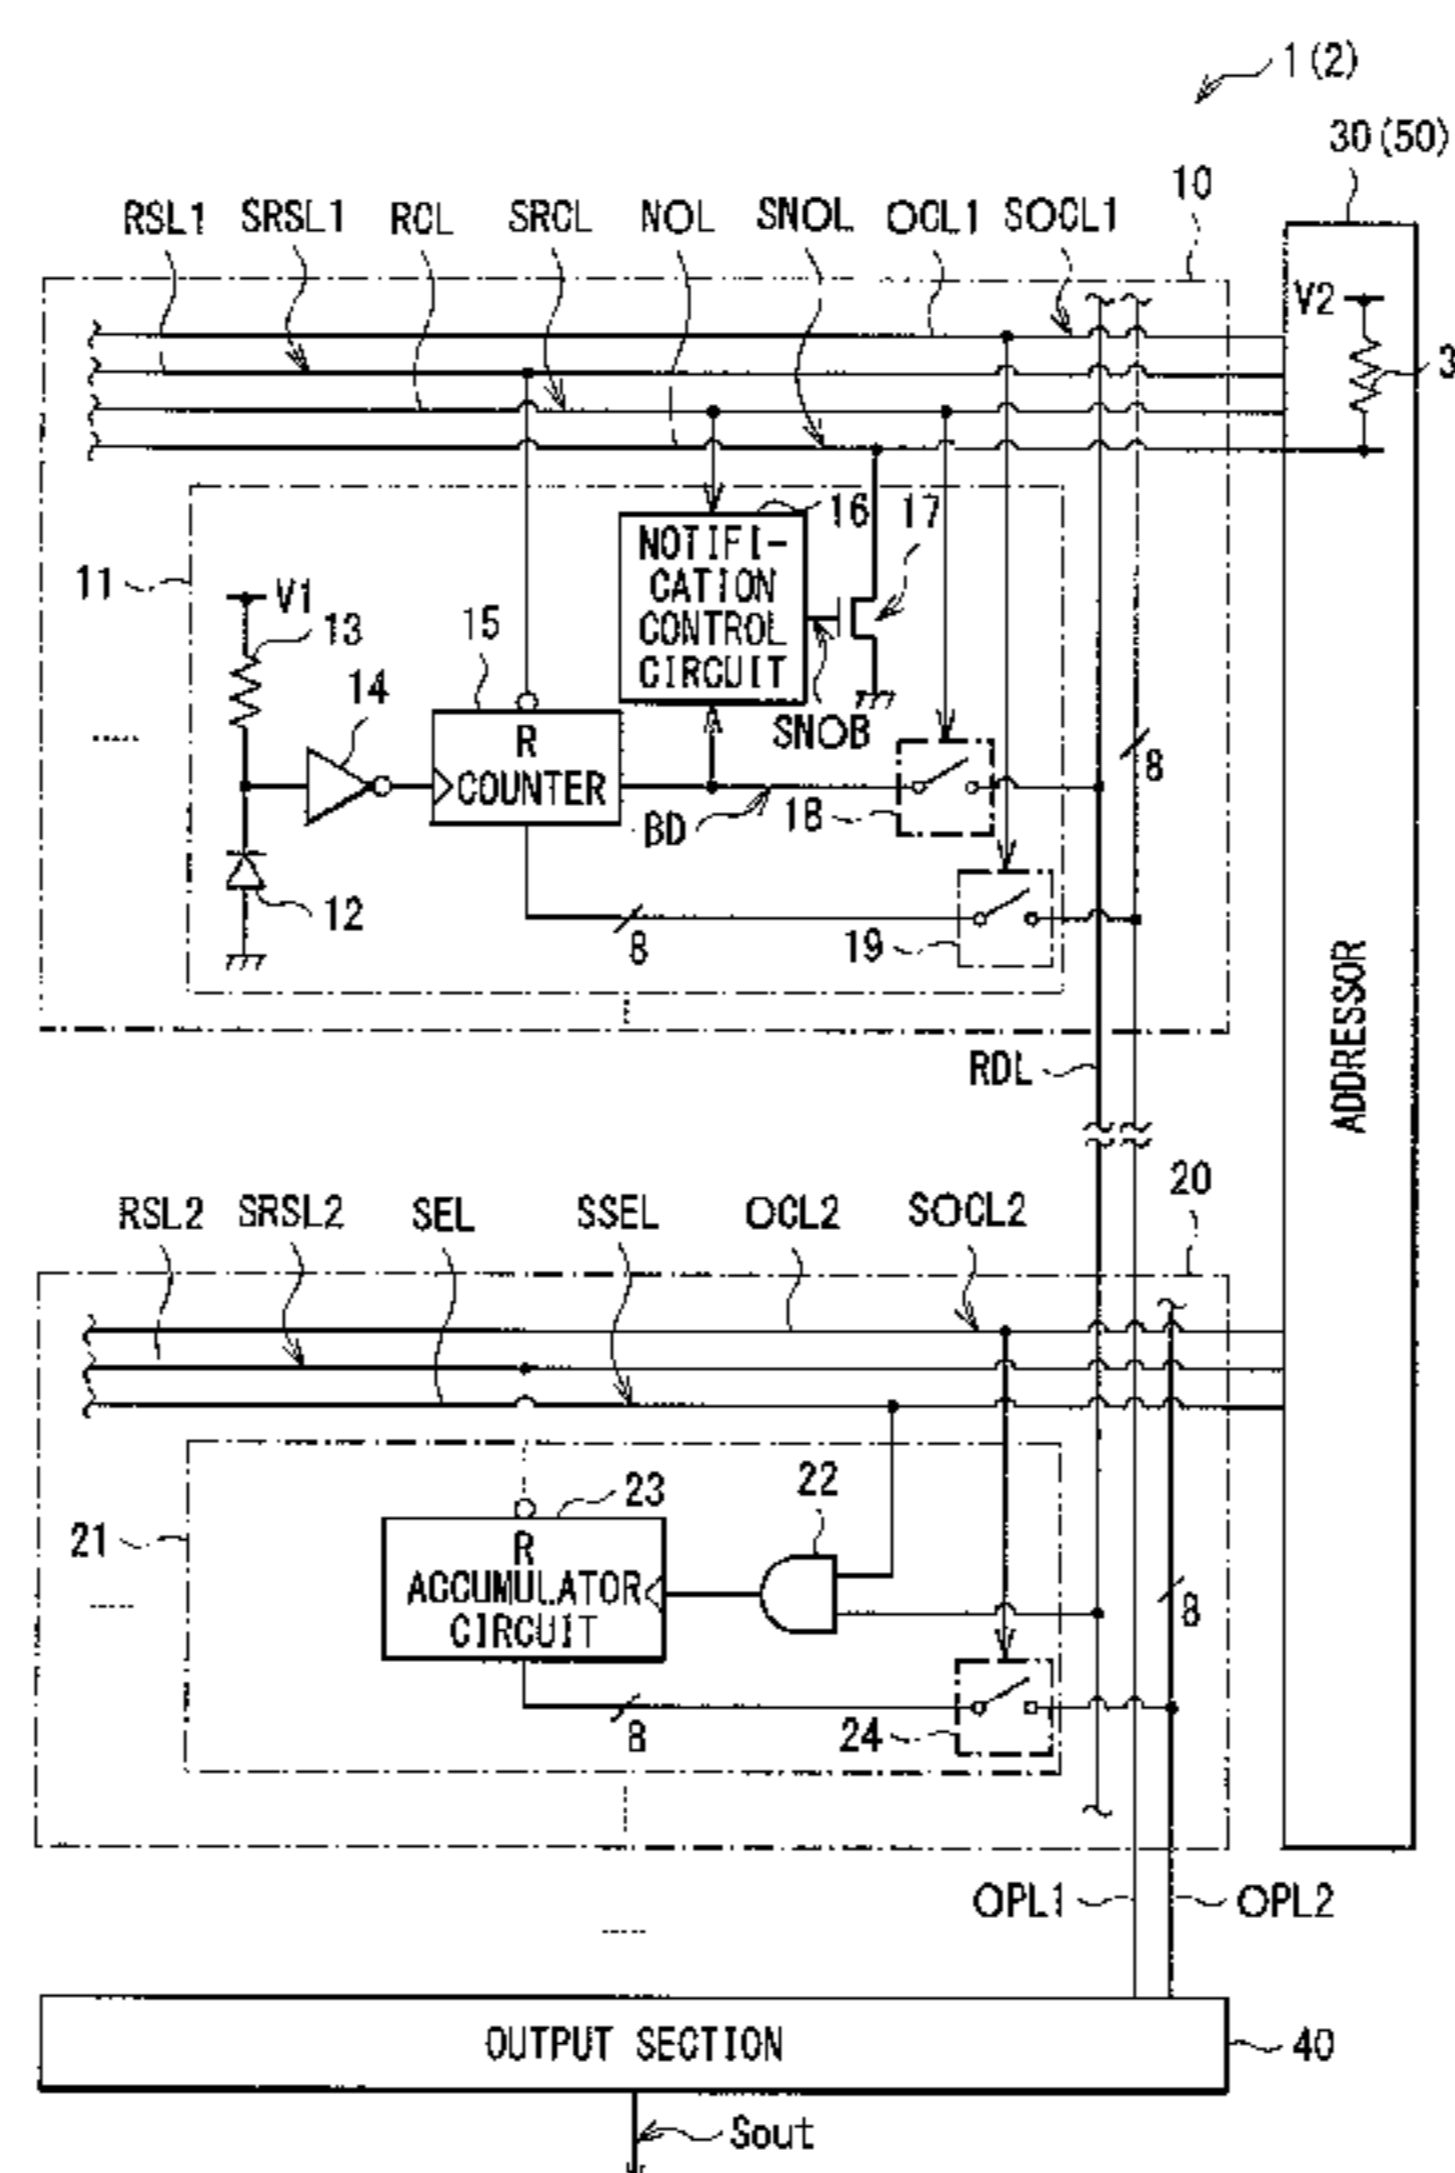 1(2)
30(50)
10
RSL1 SRSL1 RCL SRCL NOL SNOL OCL1 SOCL1
V2
3
16
17
NOTIFI-
CATION
CONTROL
CIRCUIT
11
V1
13
15
14
SNOB
R
COUNTER
8
BD
18
12
8
19
ADDRESSOR
RDL
20
RSL2 SRSL2 SEL SSEL OCL2 SOCL2
23
22
21
R
ACCUMULATOR
CIRCUIT
8
8
24
OPL1
OPL2
OUTPUT SECTION
40
Sout